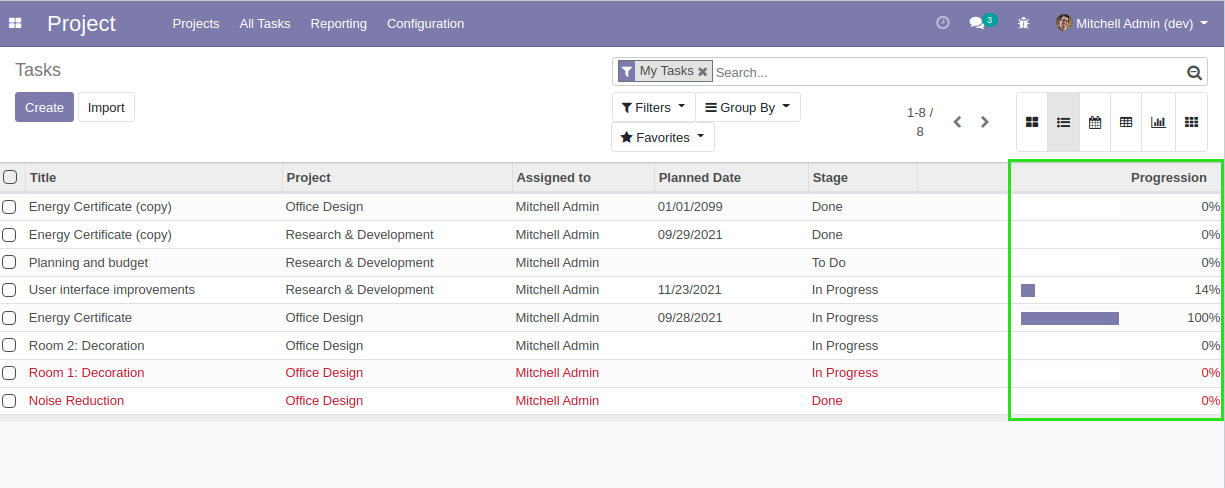 Project Projects All Tasks Reporting Configuration 3 Mitchell Admin (dev)
Tasks
My Tasks Search...
Create Import
Filters Group By
Favorites
1-8 /
8
Title Project Assigned to Planned Date Stage Progression
Energy Certificate (copy) Office Design Mitchell Admin 01/01/2099 Done 0%
Energy Certificate (copy) Research & Development Mitchell Admin 09/29/2021 Done 0%
Planning and budget Research & Development Mitchell Admin To Do 0%
User interface improvements Research & Development Mitchell Admin 11/23/2021 In Progress 14%
Energy Certificate Office Design Mitchell Admin 09/28/2021 In Progress 100%
Room 2: Decoration Office Design Mitchell Admin In Progress 0%
Room 1: Decoration Office Design Mitchell Admin In Progress 0%
Noise Reduction Office Design Mitchell Admin Done 0%